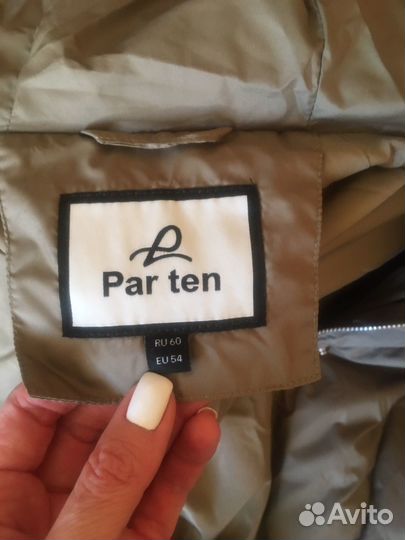 Par ten
RU 60
EU 54
Avito